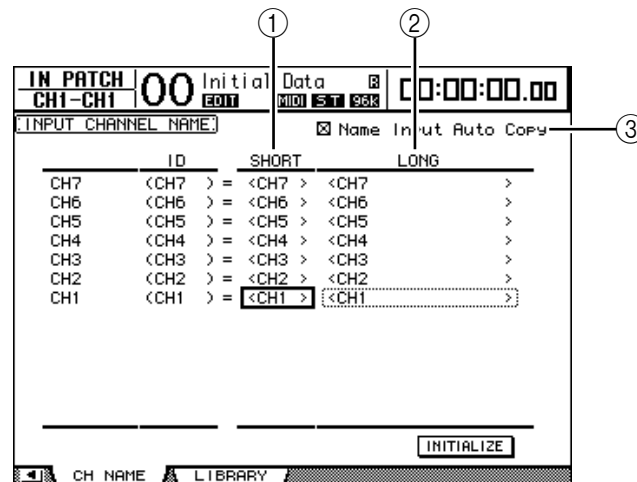 1 2
IN PATCH 00 Initial Data R 00:00:00.00
CH1-CH1 EDIT MIDI ST 96k
INPUT CHANNEL NAME Name Input Auto Copy 3
ID SHORT LONG
CH7 (CH7 ) = <CH7 > <CH7 >
CH6 (CH6 ) = <CH6 > <CH6 >
CH5 (CH5 ) = <CH5 > <CH5 >
CH4 (CH4 ) = <CH4 > <CH4 >
CH3 (CH3 ) = <CH3 > <CH3 >
CH2 (CH2 ) = <CH2 > <CH2 >
CH1 (CH1 ) = <CH1 > <CH1 >
INITIALIZE
CH NAME LIBRARY